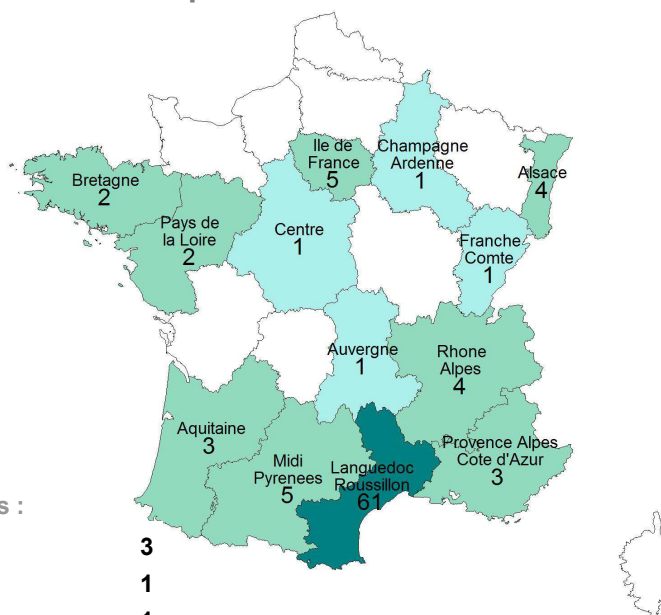 Ile de
France
5
Champagne
Ardenne
1
Alsace
4
Bretagne
2
Pays de
la Loire
2
Centre
1
Franche
Comte
1
Auvergne
1
Rhone
Alpes
4
Aquitaine
3
Midi
Pyrenees
5
Languedoc
Roussillon
61
Provence Alpes
Cote d'Azur
3
s :
3
1